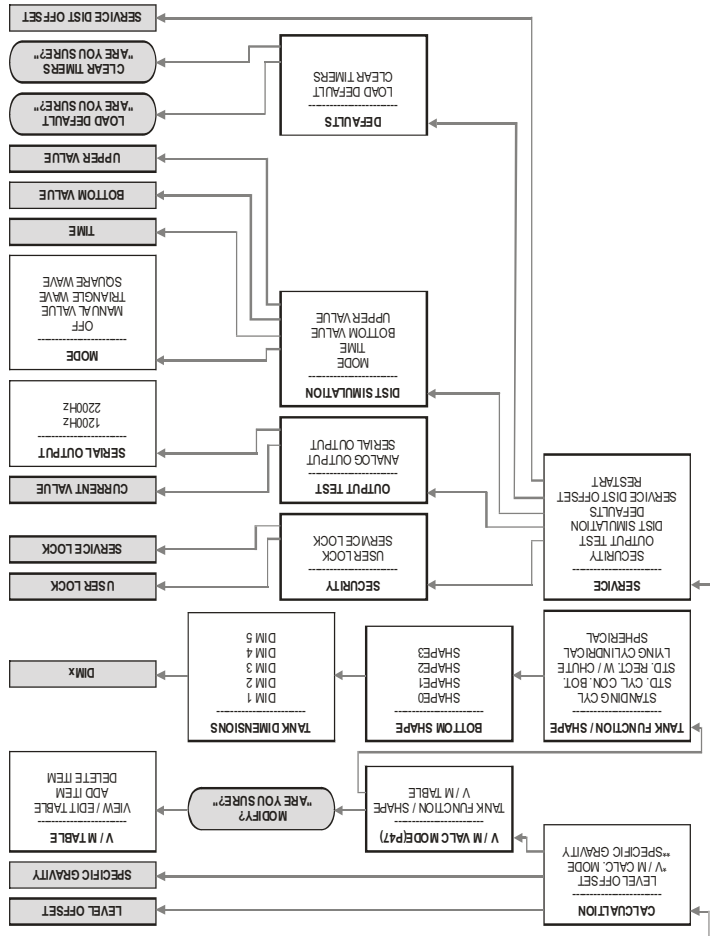 CALCUALTION
LEVEL OFFSET
*V / M CALC. MODE
**SPECIFIC GRAVITY
LEVEL OFFSET
SPECIFIC GRAVITY
V / M VALC MODE(P47)
TANK FUNCTION / SHAPE
V / M TABLE
MODIFY?
"ARE YOU SURE?"
V / M TABLE
VIEW / EDIT TABLE
ADD ITEM
DELETE ITEM
TANK FUNCTION / SHAPE
STANDING CYL
STD. CYL. CON. BOT.
STD. RECT. W / CHUTE
LYING CYLINDRICAL
SPHERICAL
BOTTOM SHAPE
SHAPE0
SHAPE1
SHAPE2
SHAPE3
TANK DIMENSIONS
DIM 1
DIM 2
DIM 3
DIM 4
DIM 5
DIMx
SERVICE
SECURITY
OUTPUT TEST
DIST SIMULATION
DEFAULTS
SERVICE DIST OFFSET
RESTART
SECURITY
USER LOCK
SERVICE LOCK
USER LOCK
SERVICE LOCK
OUTPUT TEST
ANALOG OUTPUT
SERIAL OUTPUT
CURRENT VALUE
SERIAL OUTPUT
1200Hz
2200Hz
DIST SIMULATION
MODE
TIME
BOTTOM VALUE
UPPER VALUE
MODE
OFF
MANUAL VALUE
TRIANGLE WAVE
SQUARE WAVE
TIME
BOTTOM VALUE
UPPER VALUE
DEFAULTS
LOAD DEFAULT
CLEAR TIMERS
LOAD DEFAULT
"ARE YOU SURE?"
CLEAR TIMERS
"ARE YOU SURE?"
SERVICE DIST OFFSET